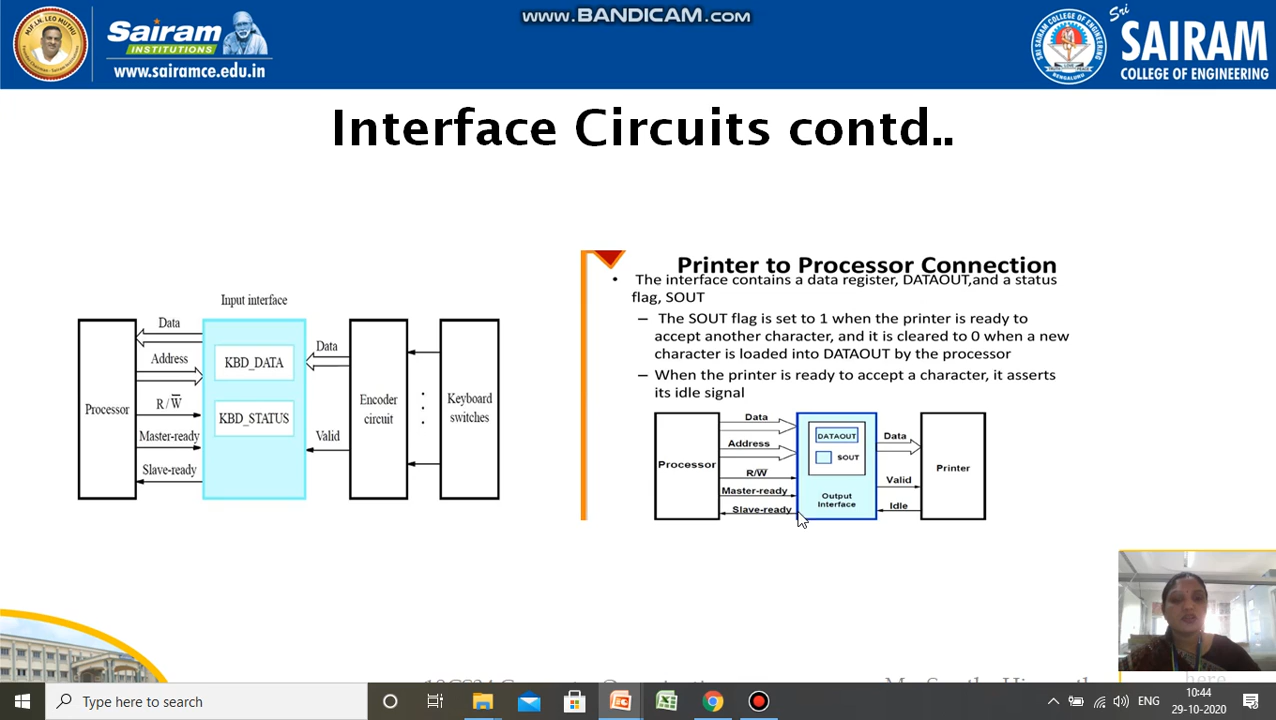 www.BANDICAM.com
Sairam
INSTITUTIONS
www.sairamce.edu.in
Sri
SAIRAM
COLLEGE OF ENGINEERING
Interface Circuits contd..
Input interface
Processor
Data
Address
R/W̅
Master-ready
Slave-ready
KBD_DATA
KBD_STATUS
Data
Valid
Encoder
circuit
Keyboard
switches
Printer to Processor Connection
• The interface contains a data register, DATAOUT,and a status
flag, SOUT
– The SOUT flag is set to 1 when the printer is ready to
accept another character, and it is cleared to 0 when a new
character is loaded into DATAOUT by the processor
– When the printer is ready to accept a character, it asserts
its idle signal
Processor
Data
Address
R/W̅
Master-ready
Slave-ready
DATAOUT
SOUT
Output
Interface
Data
Valid
Idle
Printer
here
Type here to search
ENG
10:44
29-10-2020